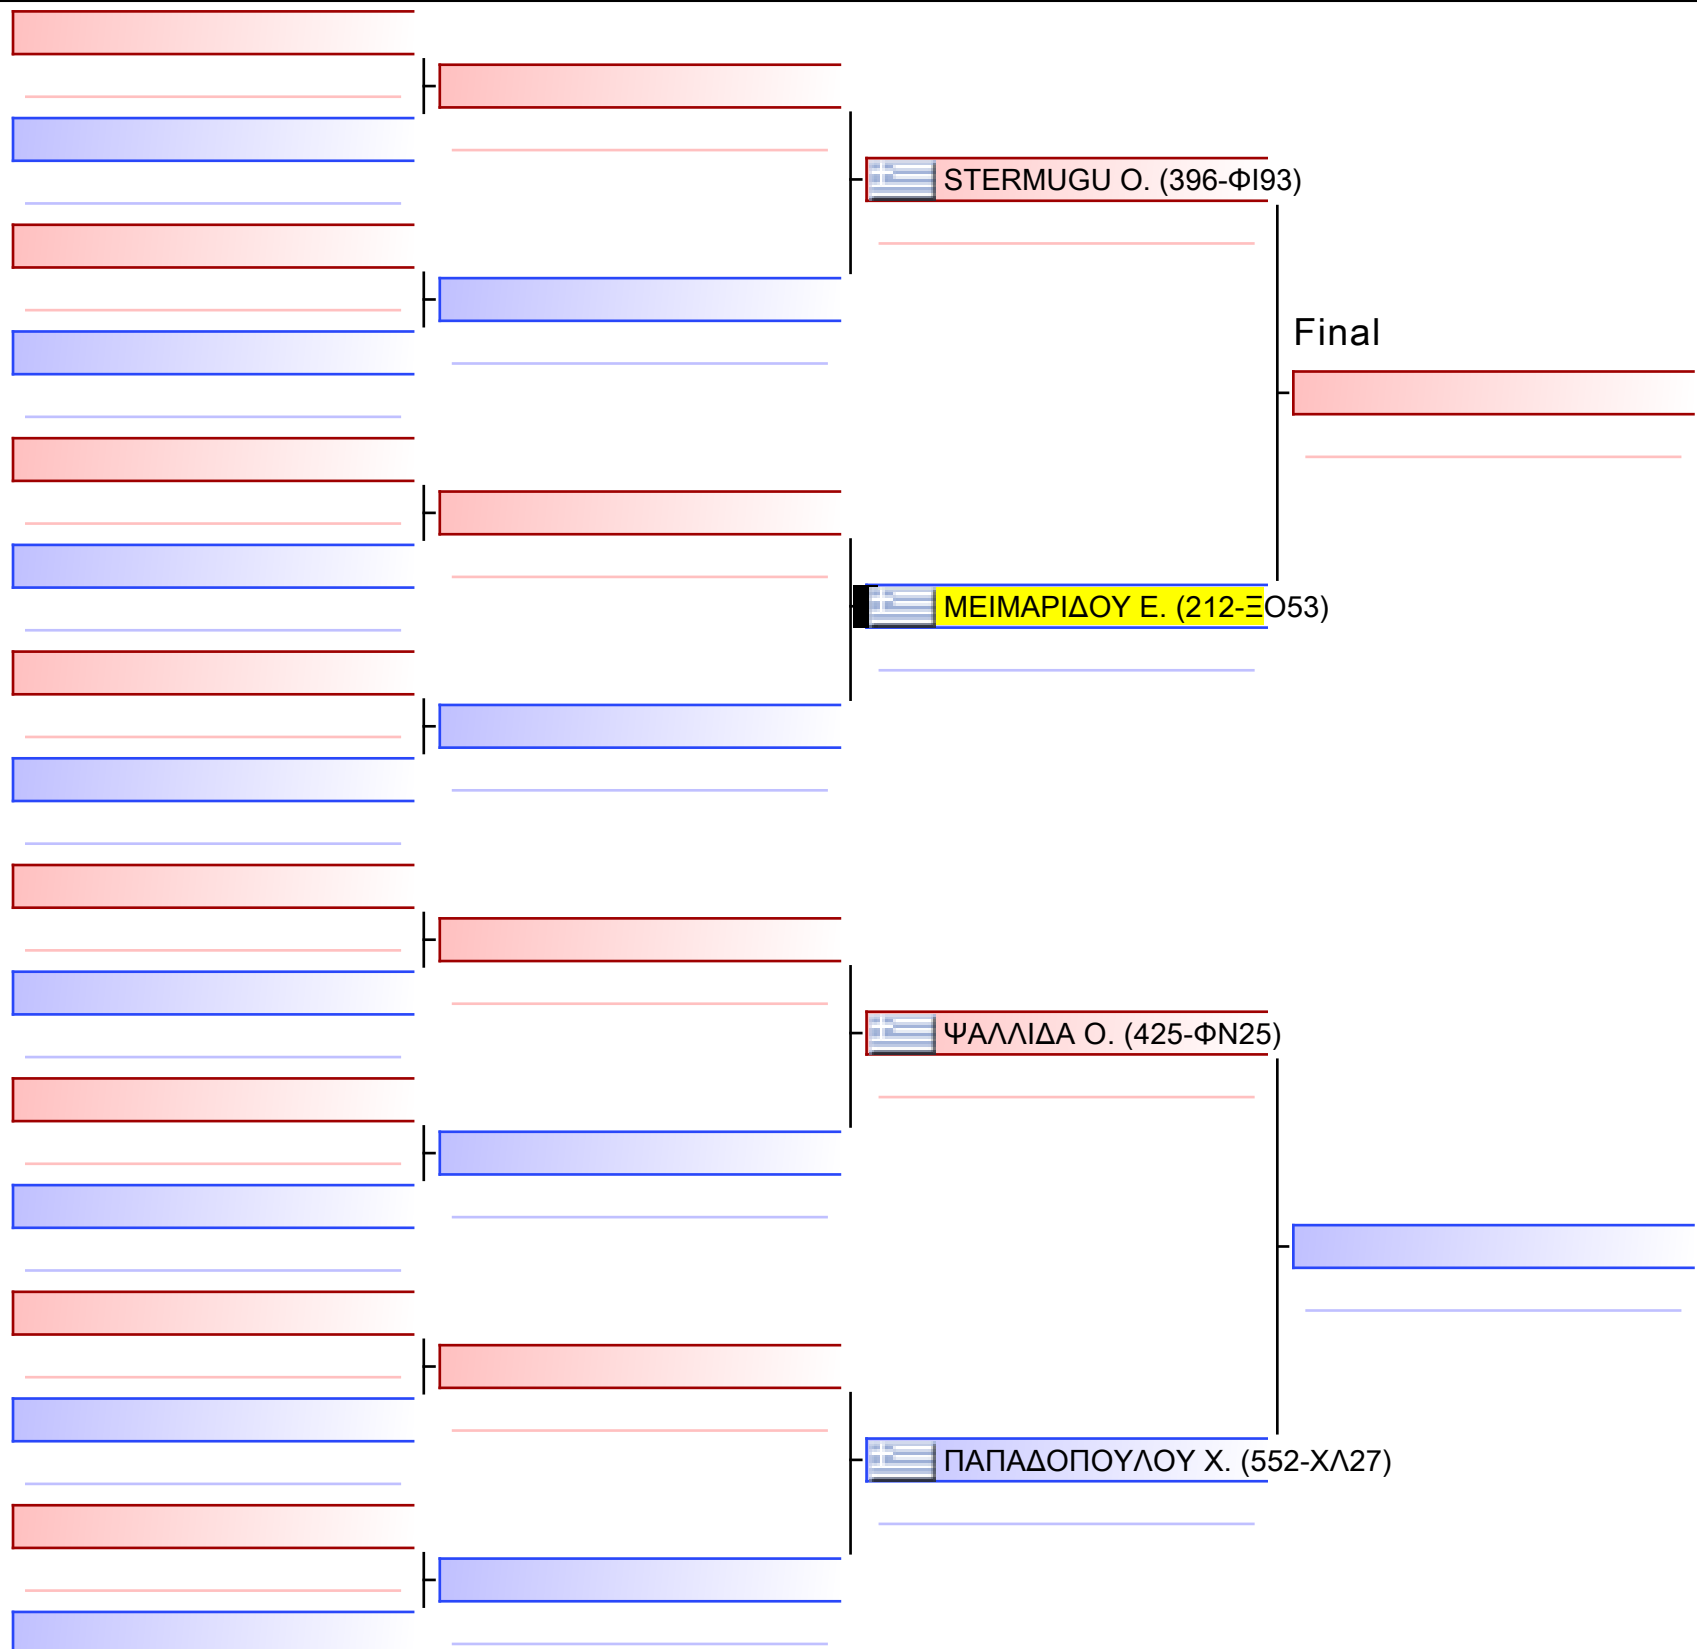 STERMUGU O. (396-ΦΙ93)
Final
ΜΕΙΜΑΡΙΔΟΥ Ε. (212-ΞΟ53)
ΨΑΛΛΙΔΑ Ο. (425-ΦΝ25)
ΠΑΠΑΔΟΠΟΥΛΟΥ Χ. (552-ΧΛ27)